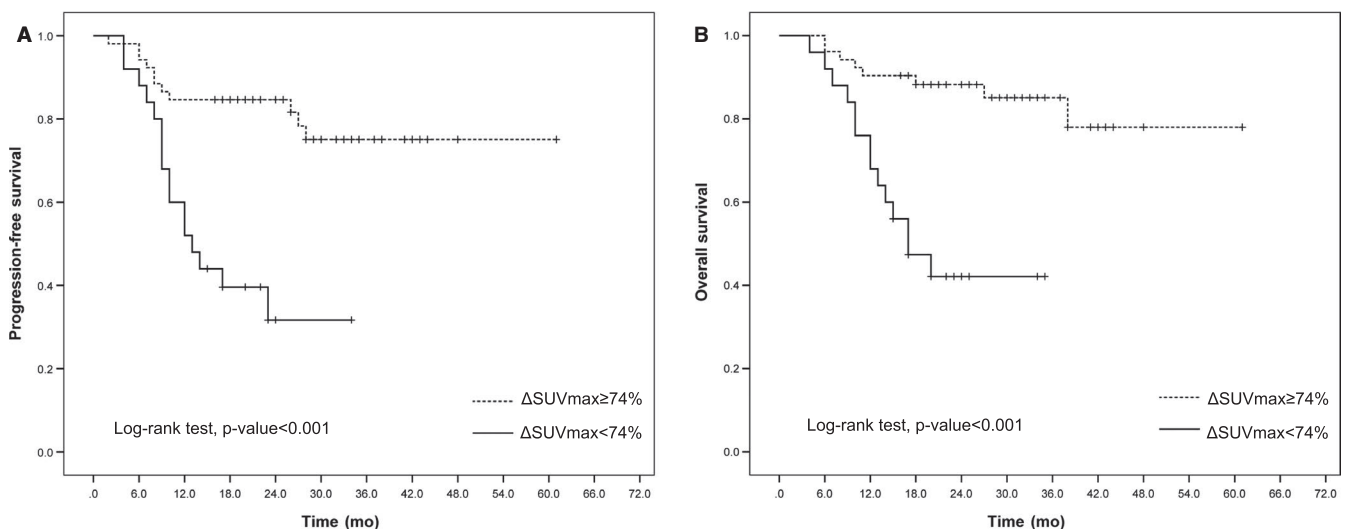 A
Progression-free survival
1.0
0.8
0.6
0.4
0.2
0.0
ΔSUVmax≥74%
Log-rank test, p-value<0.001
ΔSUVmax<74%
.0 6.0 12.0 18.0 24.0 30.0 36.0 42.0 48.0 54.0 60.0 66.0 72.0
Time (mo)
B
Overall survival
1.0
0.8
0.6
0.4
0.2
0.0
ΔSUVmax≥74%
Log-rank test, p-value<0.001
ΔSUVmax<74%
.0 6.0 12.0 18.0 24.0 30.0 36.0 42.0 48.0 54.0 60.0 66.0 72.0
Time (mo)